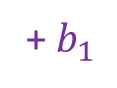 + b₁